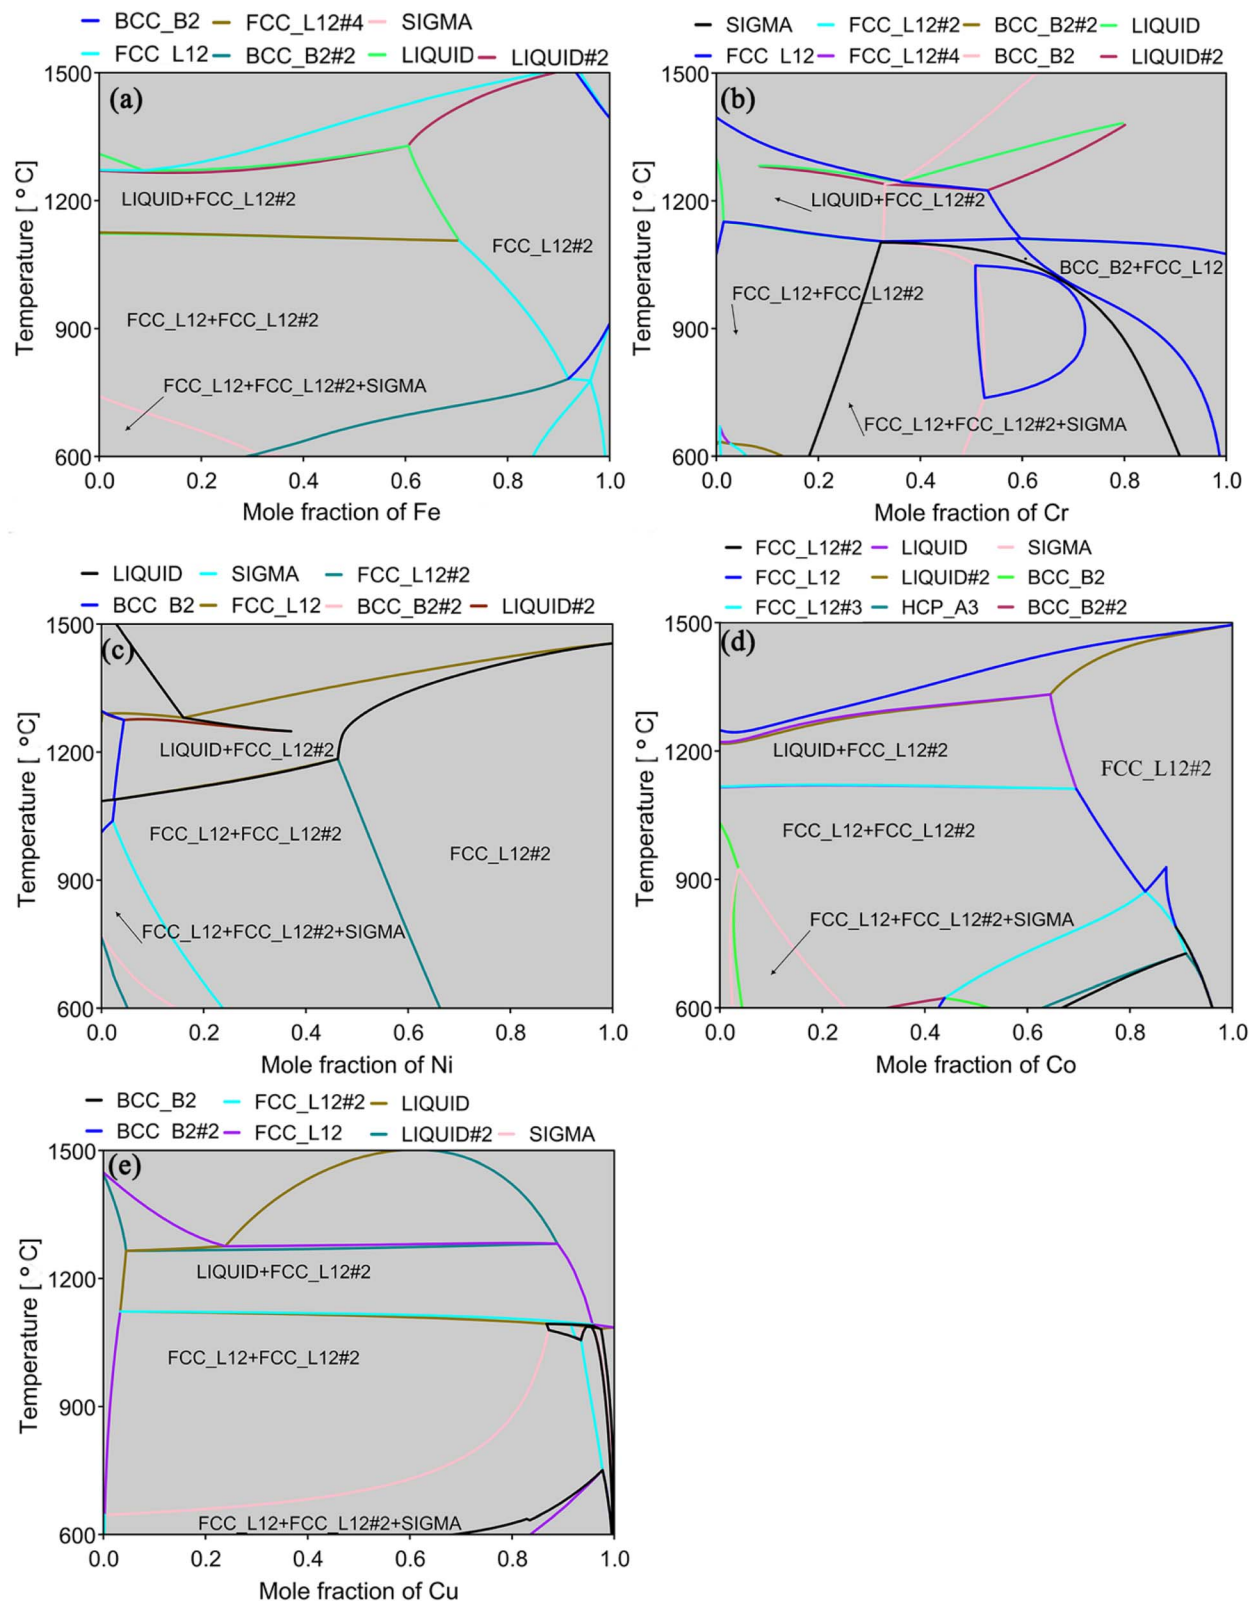 BCC_B2 FCC_L12#4 SIGMA
FCC_L12 BCC_B2#2 LIQUID LIQUID#2
(a)
1500
1200
900
600
Temperature [ °C]
LIQUID+FCC_L12#2
FCC_L12#2
FCC_L12+FCC_L12#2
FCC_L12+FCC_L12#2+SIGMA
0.0 0.2 0.4 0.6 0.8 1.0
Mole fraction of Fe
SIGMA FCC_L12#2 BCC_B2#2 LIQUID
FCC_L12 FCC_L12#4 BCC_B2 LIQUID#2
(b)
1500
1200
900
600
Temperature [ °C]
LIQUID+FCC_L12#2
BCC_B2+FCC_L12
FCC_L12+FCC_L12#2
FCC_L12+FCC_L12#2+SIGMA
0.0 0.2 0.4 0.6 0.8 1.0
Mole fraction of Cr
LIQUID SIGMA FCC_L12#2
BCC_B2 FCC_L12 BCC_B2#2 LIQUID#2
(c)
1500
1200
900
600
Temperature [ °C]
LIQUID+FCC_L12#2
FCC_L12+FCC_L12#2
FCC_L12#2
FCC_L12+FCC_L12#2+SIGMA
0.0 0.2 0.4 0.6 0.8 1.0
Mole fraction of Ni
FCC_L12#2 LIQUID SIGMA
FCC_L12 LIQUID#2 BCC_B2
FCC_L12#3 HCP_A3 BCC_B2#2
(d)
1500
1200
900
600
Temperature [ °C]
LIQUID+FCC_L12#2
FCC_L12#2
FCC_L12+FCC_L12#2
FCC_L12+FCC_L12#2+SIGMA
0.0 0.2 0.4 0.6 0.8 1.0
Mole fraction of Co
BCC_B2 FCC_L12#2 LIQUID
BCC_B2#2 FCC_L12 LIQUID#2 SIGMA
(e)
1500
1200
900
600
Temperature [ °C]
LIQUID+FCC_L12#2
FCC_L12+FCC_L12#2
FCC_L12+FCC_L12#2+SIGMA
0.0 0.2 0.4 0.6 0.8 1.0
Mole fraction of Cu